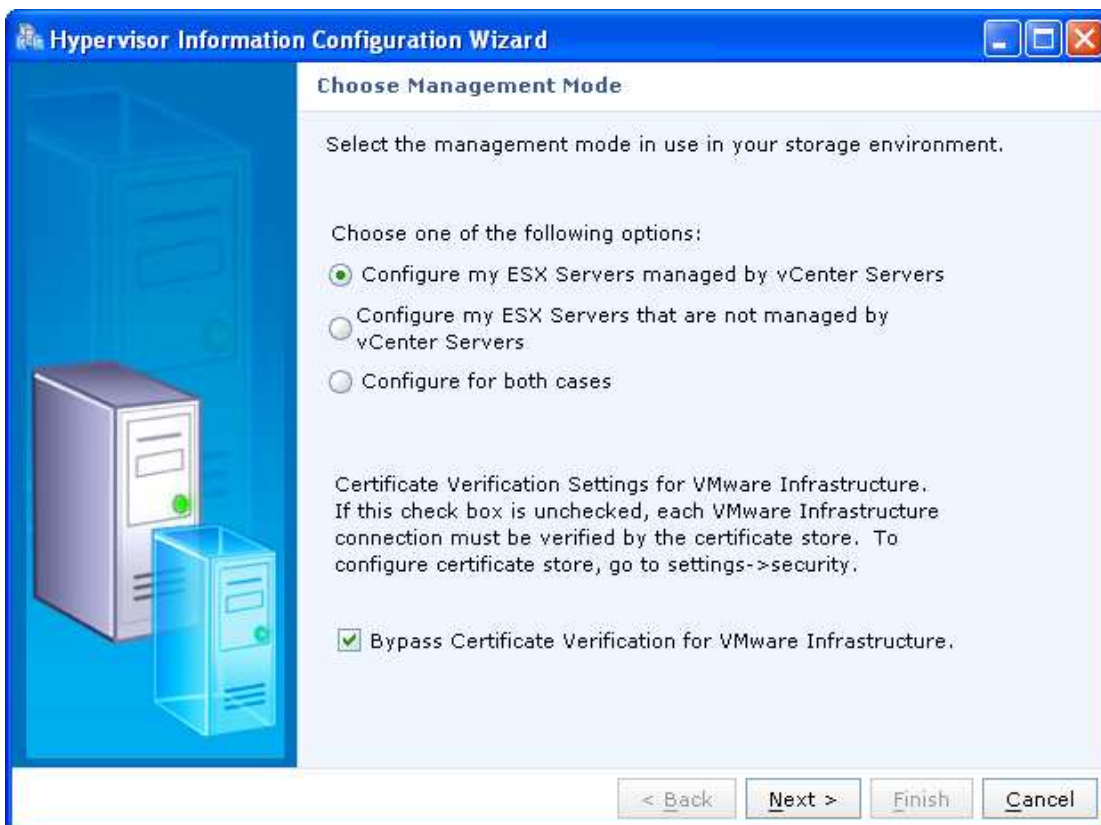 Hypervisor Information Configuration Wizard
Choose Management Mode
Select the management mode in use in your storage environment.
Choose one of the following options:
Configure my ESX Servers managed by vCenter Servers
Configure my ESX Servers that are not managed by
vCenter Servers
Configure for both cases
Certificate Verification Settings for VMware Infrastructure.
If this check box is unchecked, each VMware Infrastructure
connection must be verified by the certificate store. To
configure certificate store, go to settings->security.
Bypass Certificate Verification for VMware Infrastructure.
< Back Next > Finish Cancel